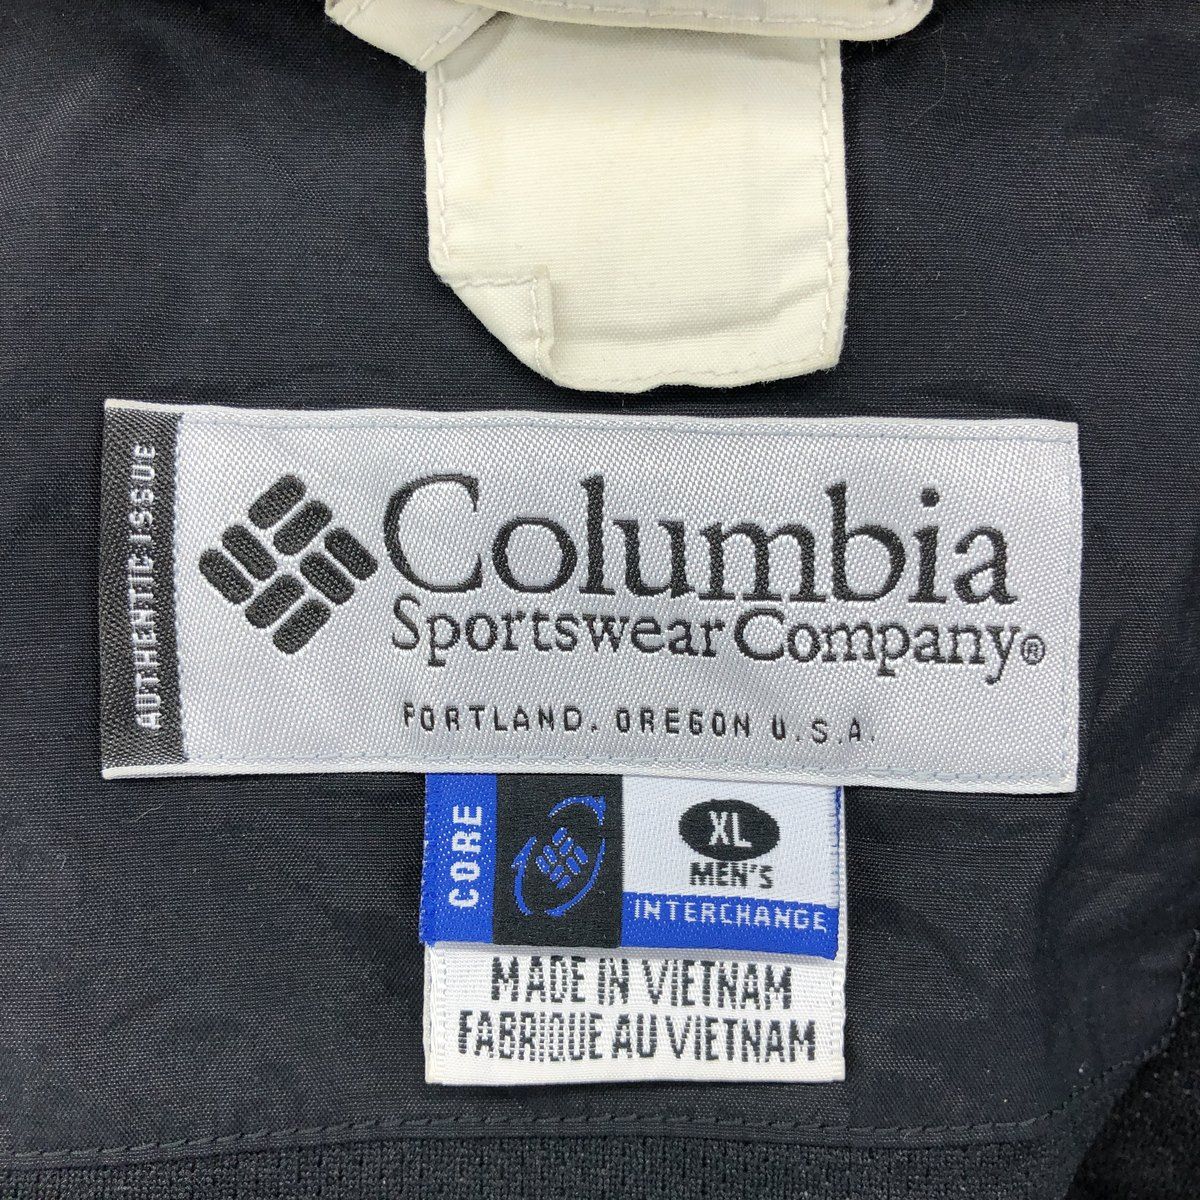 AUTHENTIC ISSUE
Columbia
Sportswear Company®
PORTLAND, OREGON U.S.A.
CORE
XL
MEN'S
INTERCHANGE
MADE IN VIETNAM
FABRIQUE AU VIETNAM